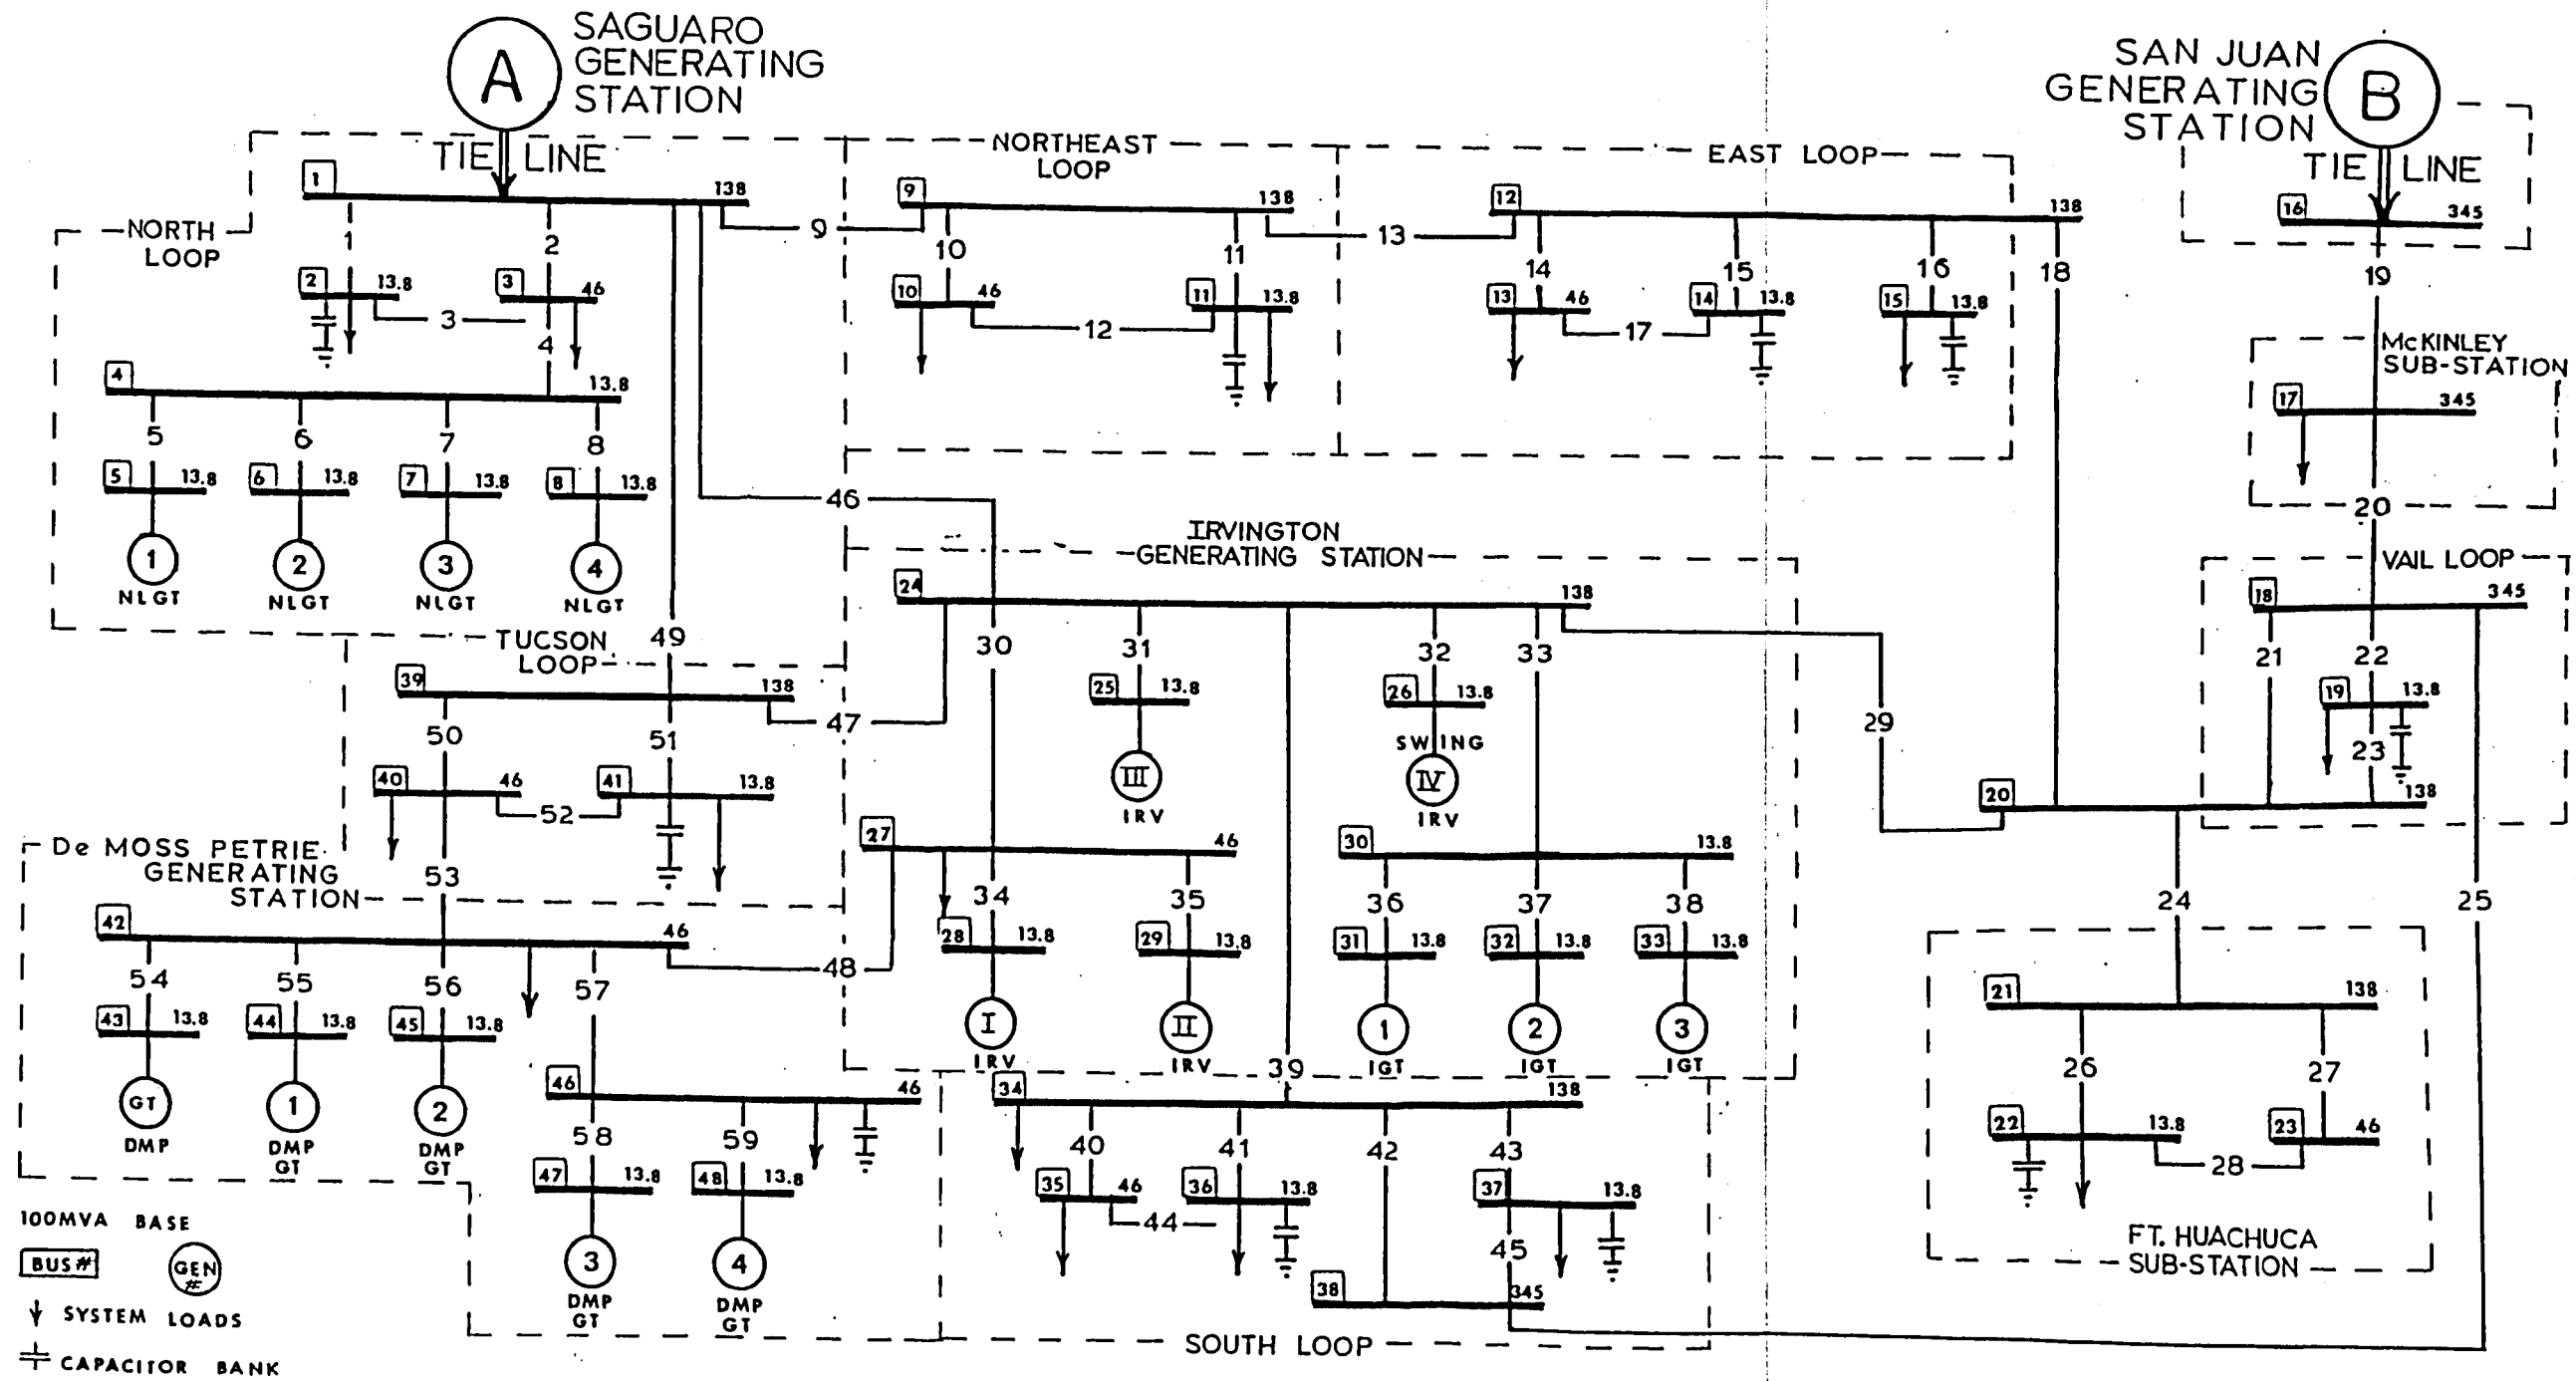 A
SAGUARO
GENERATING
STATION
SAN JUAN
GENERATING
STATION
B
TIE LINE
NORTHEAST
LOOP
EAST LOOP
TIE LINE
1
138
9
138
12
138
16
345
NORTH
LOOP
1
2
9
10
11
13
14
15
16
18
19
2
13.8
3
46
10
46
11
13.8
13
46
14
13.8
15
13.8
3
12
17
4
McKINLEY
SUB-STATION
4
13.8
17
345
5
6
7
8
5
13.8
6
13.8
7
13.8
8
13.8
46
20
1
2
3
4
NLGT
NLGT
NLGT
NLGT
IRVINGTON
GENERATING STATION
VAIL LOOP
24
138
18
345
TUCSON
LOOP
49
30
31
32
33
21
22
39
138
25
13.8
26
13.8
19
13.8
47
29
50
51
SWING
23
III
IV
IRV
IRV
40
46
41
13.8
20
138
52
27
46
30
13.8
De MOSS PETRIE
GENERATING
STATION
53
34
35
36
37
38
24
25
42
46
28
13.8
29
13.8
31
13.8
32
13.8
33
13.8
48
54
55
56
57
21
138
43
13.8
44
13.8
45
13.8
I
II
1
2
3
IRV
IRV
39
IGT
IGT
IGT
26
27
46
46
34
138
GT
1
2
DMP
DMP
GT
DMP
GT
58
59
40
41
42
43
22
13.8
23
46
28
47
13.8
48
13.8
35
46
36
13.8
37
13.8
44
45
100MVA BASE
BUS #
GEN
#
3
4
DMP
GT
DMP
GT
38
345
FT. HUACHUCA
SUB-STATION
SYSTEM LOADS
SOUTH LOOP
CAPACITOR BANK